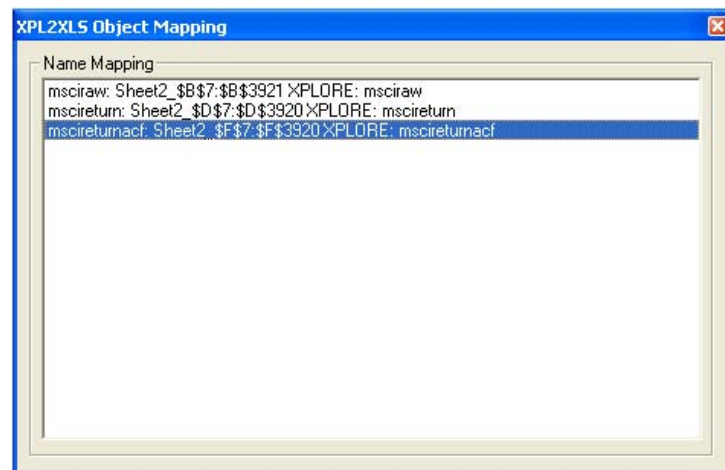 XPL2XLS Object Mapping
Name Mapping
msciraw: Sheet2_$B$7:$B$3921 XPLORE: msciraw
mscireturn: Sheet2_$D$7:$D$3920 XPLORE: mscireturn
mscireturnacf: Sheet2_$F$7:$F$3920 XPLORE: mscireturnacf